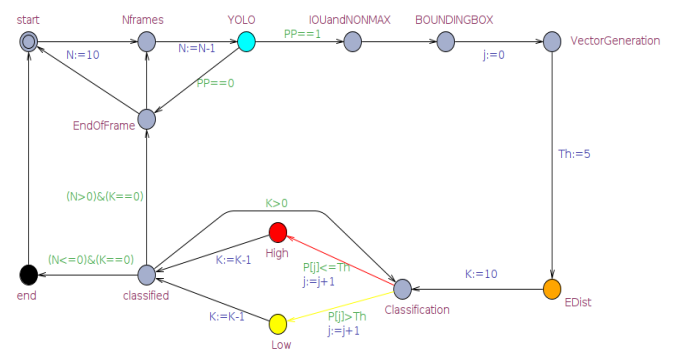 start
Nframes
YOLO
IOUandNONMAX
BOUNDINGBOX
N:=10
N:=N-1
PP==1
j:=0
VectorGeneration
PP==0
EndOfFrame
Th:=5
(N>0)&(K==0)
K>0
(N<=0)&(K==0)
K:=K-1
High
P[j]<=Th
j:=j+1
K:=10
end
classified
Classification
EDist
K:=K-1
P[j]>Th
j:=j+1
Low